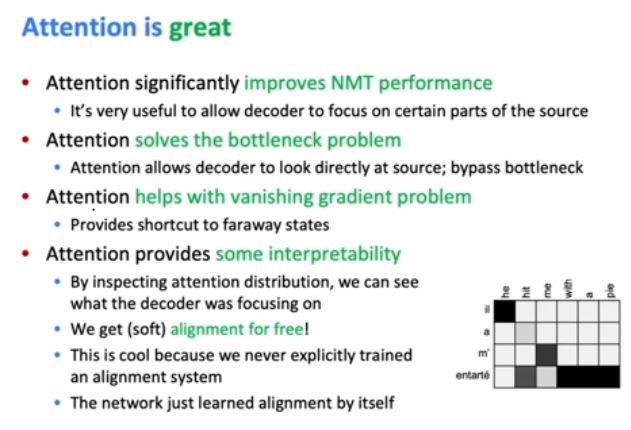 Attention is great
• Attention significantly improves NMT performance
• It's very useful to allow decoder to focus on certain parts of the source
• Attention solves the bottleneck problem
• Attention allows decoder to look directly at source; bypass bottleneck
• Attention helps with vanishing gradient problem
• Provides shortcut to faraway states
• Attention provides some interpretability
• By inspecting attention distribution, we can see
what the decoder was focusing on
• We get (soft) alignment for free!
• This is cool because we never explicitly trained
an alignment system
• The network just learned alignment by itself
he hit me with a pie
il
a
m'
entarté